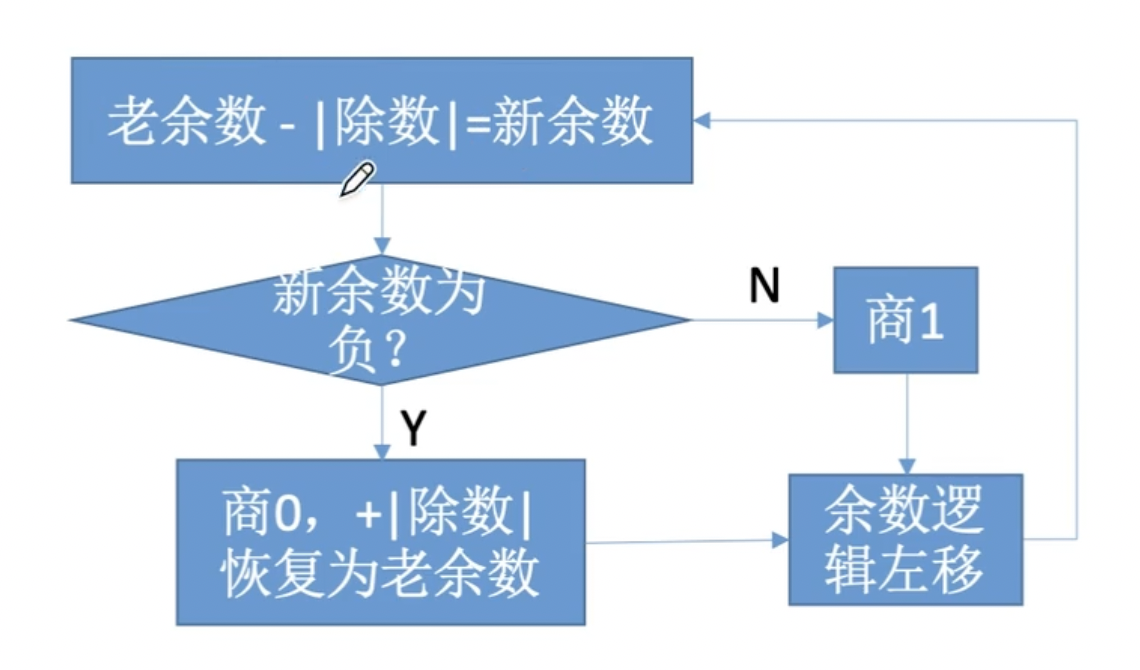 老余数 - |除数|=新余数
新余数为
负？
N
商1
Y
商0，+|除数|
恢复为老余数
余数逻
辑左移